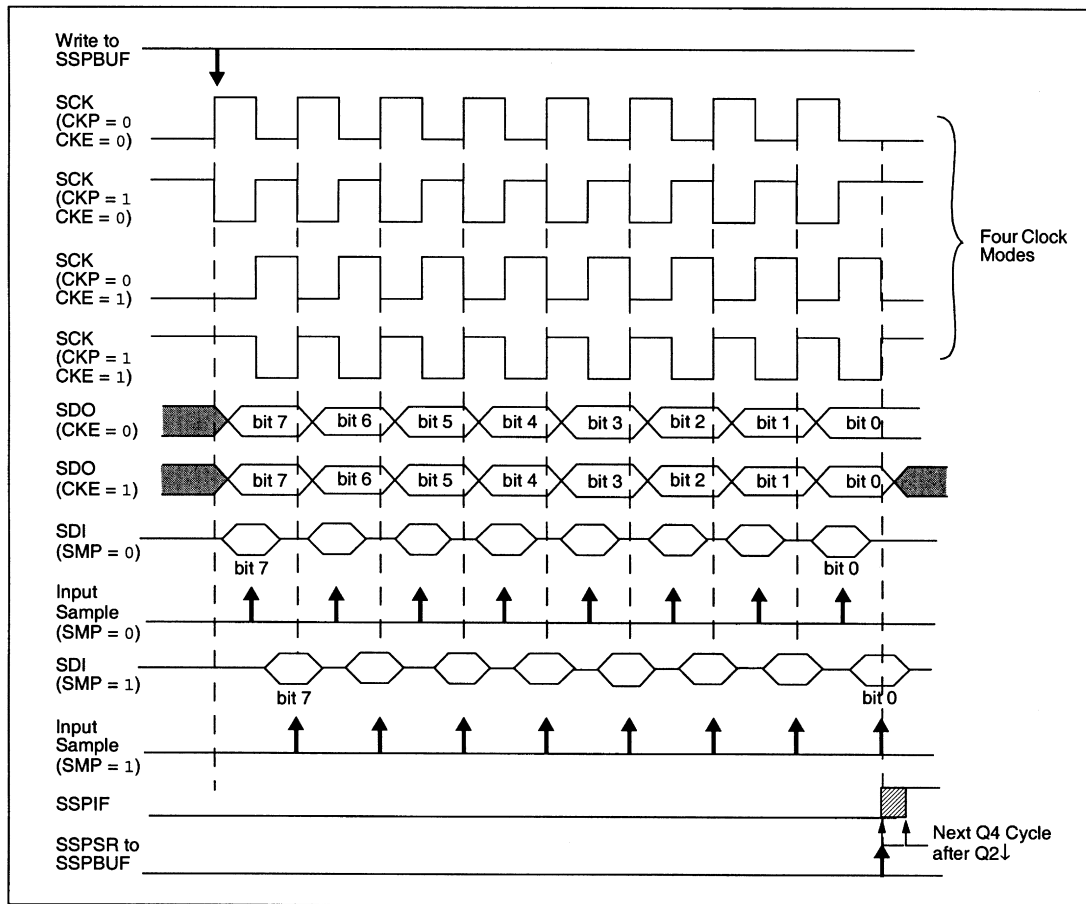 Write to
SSPBUF
SCK
(CKP = 0
CKE = 0)
SCK
(CKP = 1
CKE = 0)
SCK
(CKP = 0
CKE = 1)
SCK
(CKP = 1
CKE = 1)
Four Clock
Modes
SDO
(CKE = 0)
bit 7 bit 6 bit 5 bit 4 bit 3 bit 2 bit 1 bit 0
SDO
(CKE = 1)
bit 7 bit 6 bit 5 bit 4 bit 3 bit 2 bit 1 bit 0
SDI
(SMP = 0)
bit 7 bit 0
Input
Sample
(SMP = 0)
SDI
(SMP = 1)
bit 7 bit 0
Input
Sample
(SMP = 1)
SSPIF
Next Q4 Cycle
after Q2↓
SSPSR to
SSPBUF